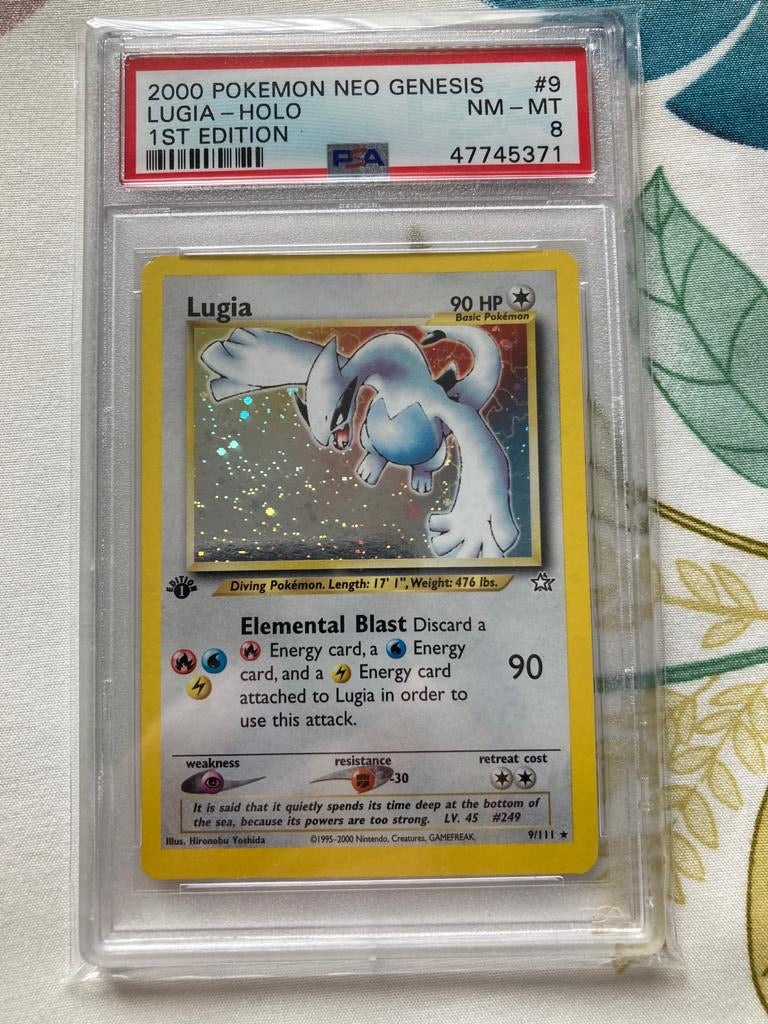 2000 POKEMON NEO GENESIS #9
LUGIA - HOLO NM - MT
1ST EDITION 8
PSA 47745371
Lugia 90 HP
Basic Pokémon
EDITION 1
Diving Pokémon. Length: 17' 1", Weight: 476 lbs.
Elemental Blast Discard a
Energy card, a Energy
card, and a Energy card
attached to Lugia in order to
use this attack.
90
weakness resistance retreat cost
-30
It is said that it quietly spends its time deep at the bottom of
the sea, because its powers are too strong. LV. 45 #249
Illus. Hironobu Yoshida ©1995-2000 Nintendo, Creatures, GAMEFREAK. 9/111 ★